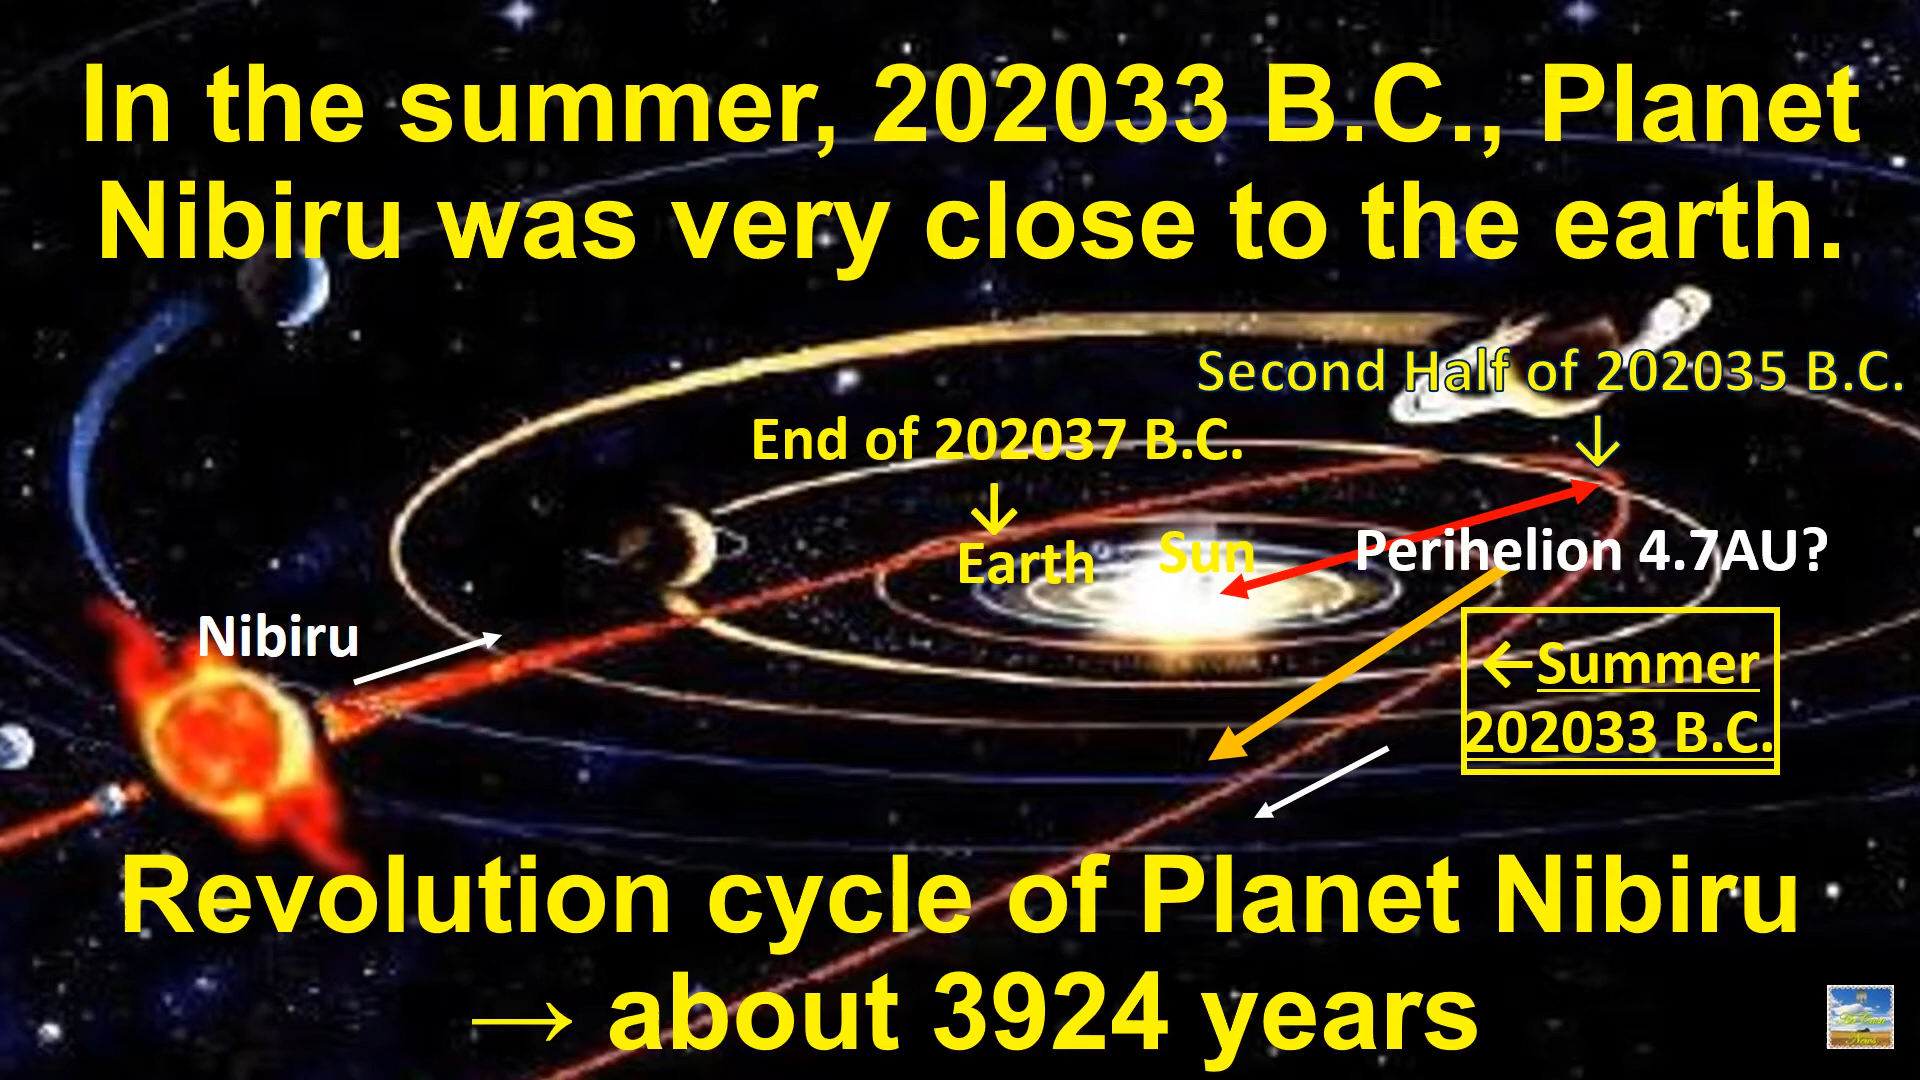 In the summer, 202033 B.C., Planet
Nibiru was very close to the earth.
Second Half of 202035 B.C.
↓
End of 202037 B.C.
↓
Earth
Sun
Perihelion 4.7AU?
Nibiru
←Summer
202033 B.C.
Revolution cycle of Planet Nibiru
→ about 3924 years
News